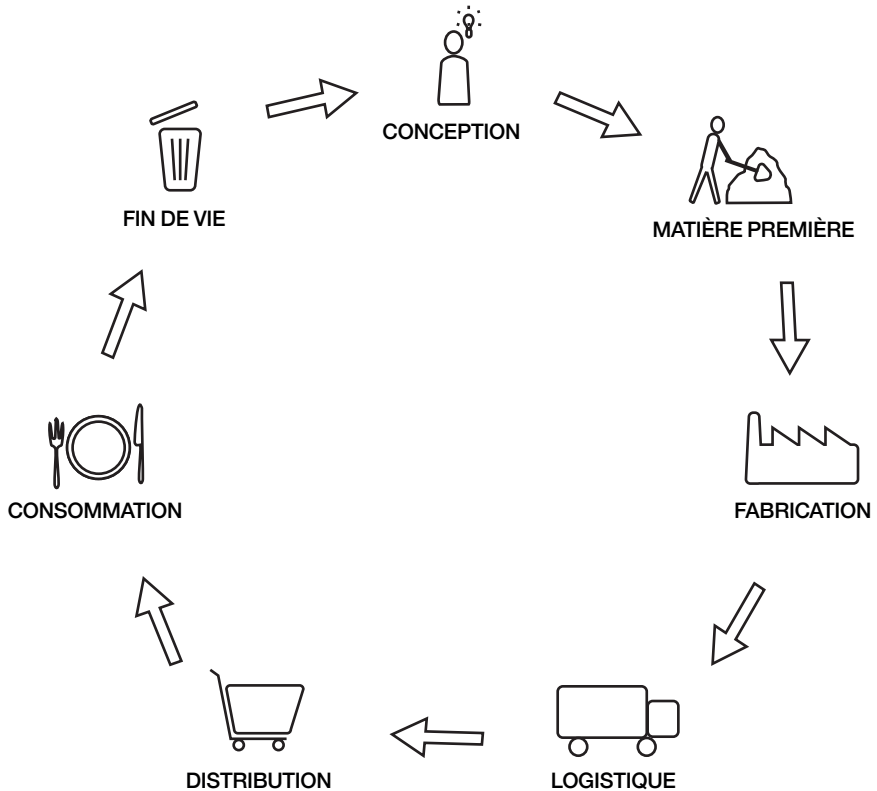 CONCEPTION
MATIÈRE PREMIÈRE
FABRICATION
LOGISTIQUE
DISTRIBUTION
CONSOMMATION
FIN DE VIE